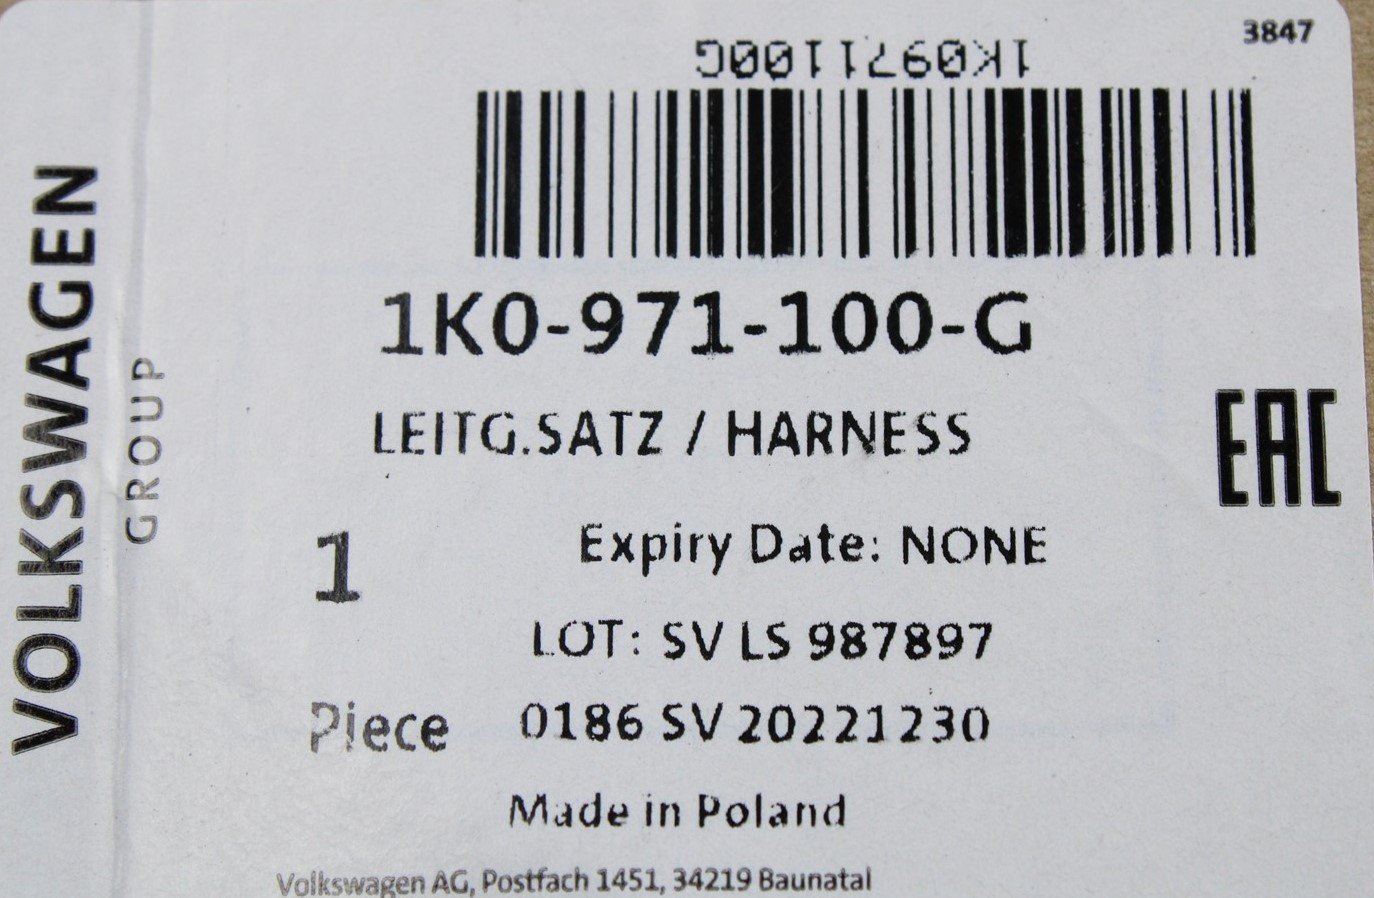 3847
1K0971100G
1K0-971-100-G
LEITG.SATZ / HARNESS
EAC
1
Expiry Date: NONE
LOT: SV LS 987897
Piece
0186 SV 20221230
Made in Poland
Volkswagen AG, Postfach 1451, 34219 Baunatal
VOLKSWAGEN
GROUP